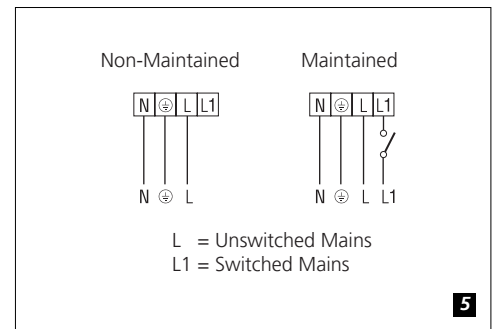 Non-Maintained Maintained
N ⏚ L L1 N ⏚ L L1
N ⏚ L N ⏚ L L1
L = Unswitched Mains
L1 = Switched Mains
5